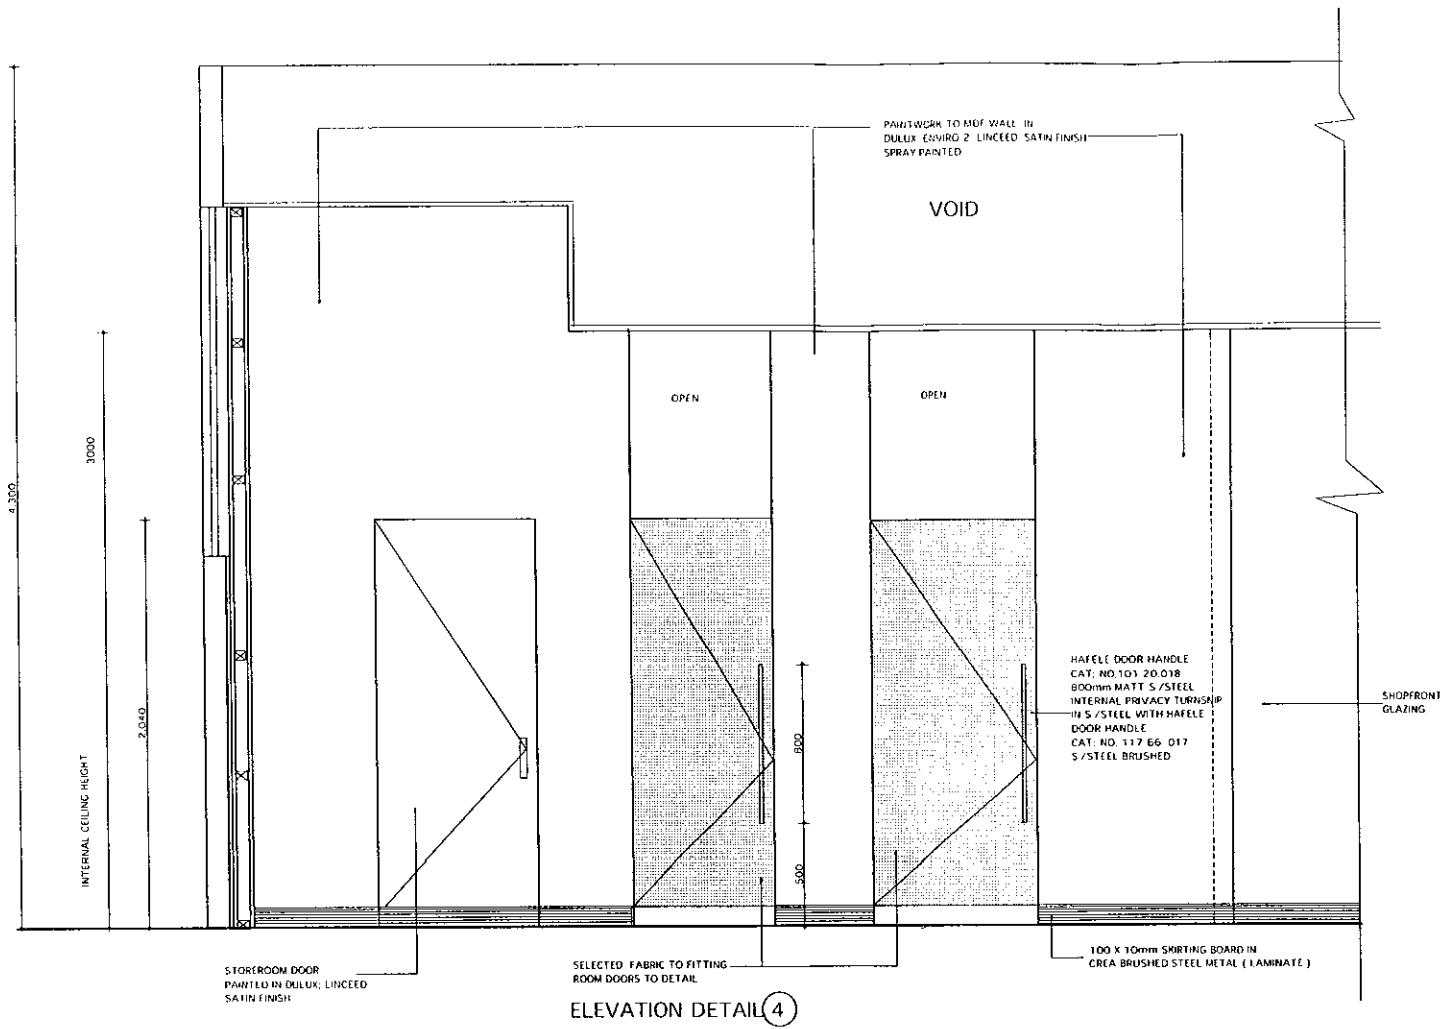 PAINTWORK TO MDF WALL IN
DULUX ENVIRO 2 LINCEED SATIN FINISH
SPRAY PAINTED
VOID
OPEN
OPEN
4,300
3000
INTERNAL CEILING HEIGHT
2,040
800
500
HAFELE DOOR HANDLE
CAT: NO.101 20.018
800mm MATT S/STEEL
INTERNAL PRIVACY TURNSNIP
IN S/STEEL WITH HAFELE
DOOR HANDLE
CAT: NO. 117 66 017
S/STEEL BRUSHED
SHOPFRONT
GLAZING
STOREROOM DOOR
PAINTED IN DULUX; LINCEED
SATIN FINISH
SELECTED FABRIC TO FITTING
ROOM DOORS TO DETAIL
100 X 10mm SKIRTING BOARD IN
CREA BRUSHED STEEL METAL ( LAMINATE )
ELEVATION DETAIL 4